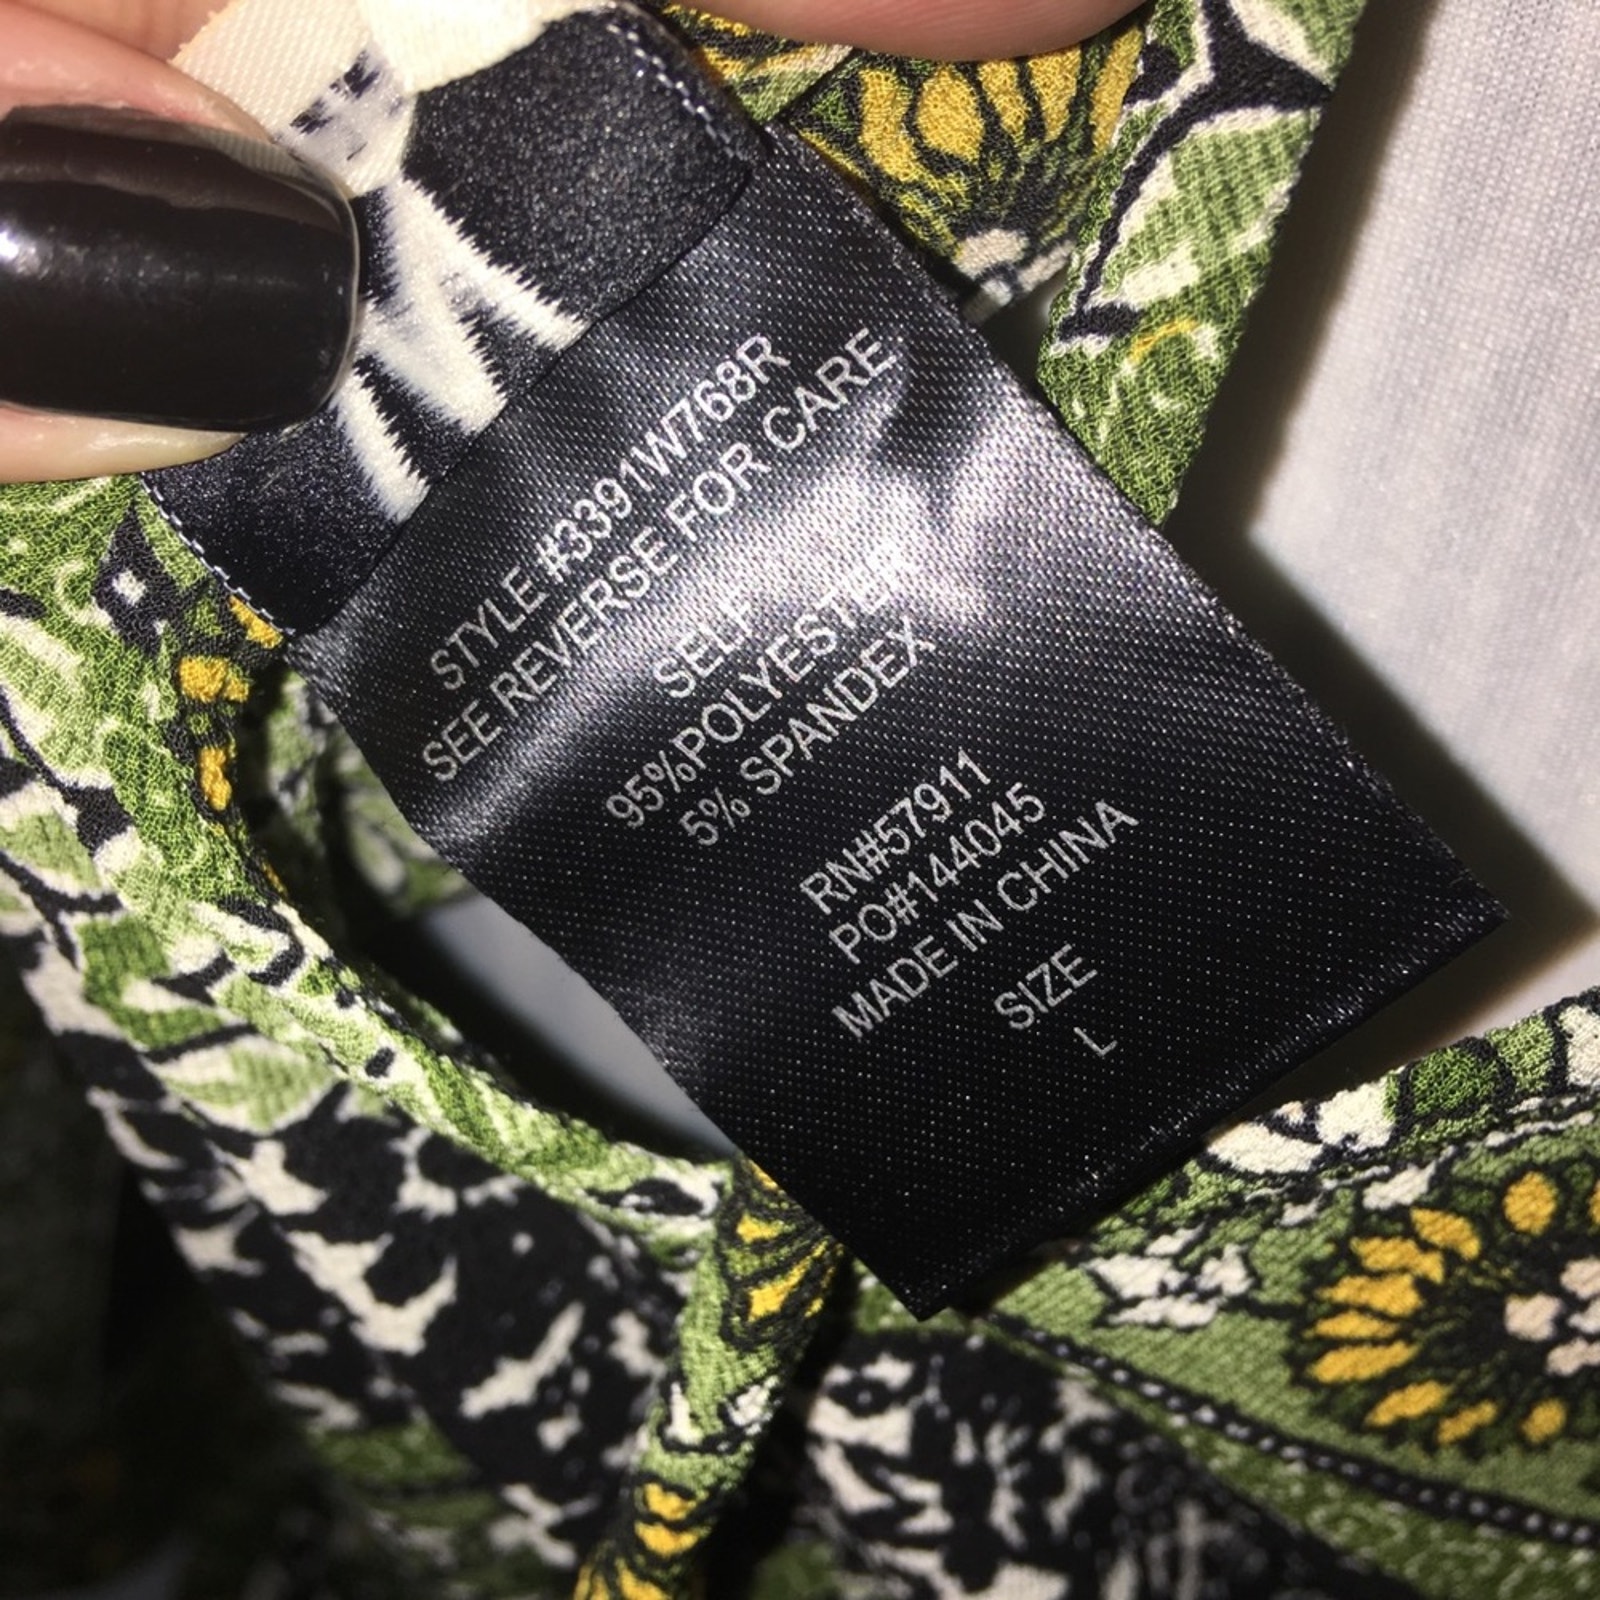 STYLE #3391W768R
SEE REVERSE FOR CARE
SELF
95%POLYESTER
5% SPANDEX
RN#57911
PO#144045
MADE IN CHINA
SIZE
L